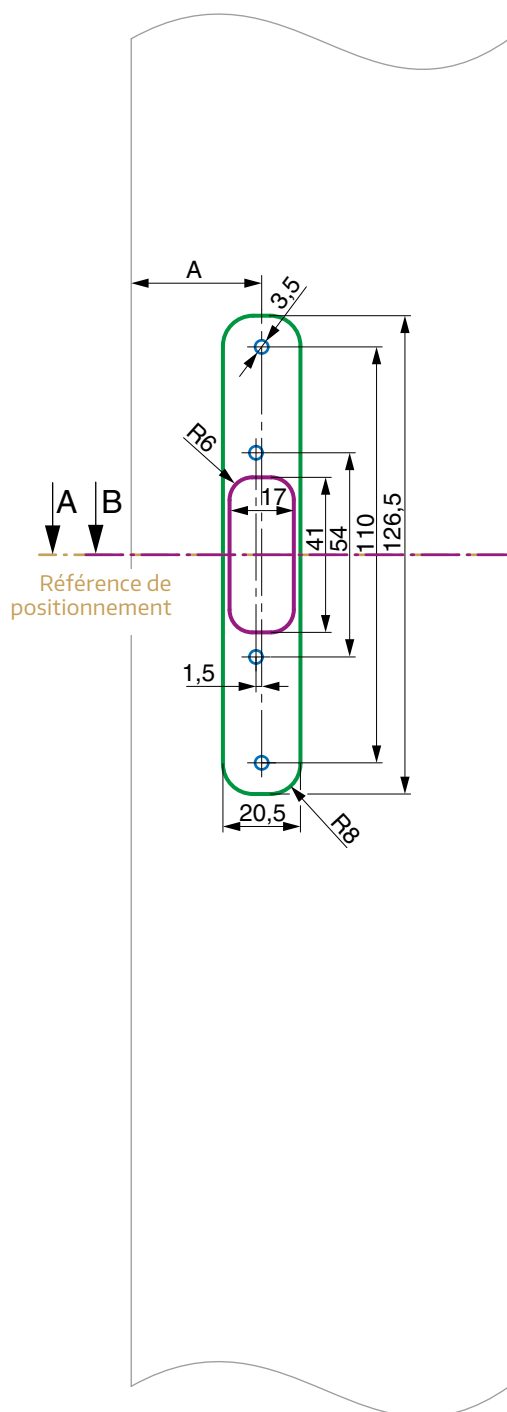 A
3,5
R6
17
A
B
41
54
110
126,5
Référence de
positionnement
1,5
20,5
R8